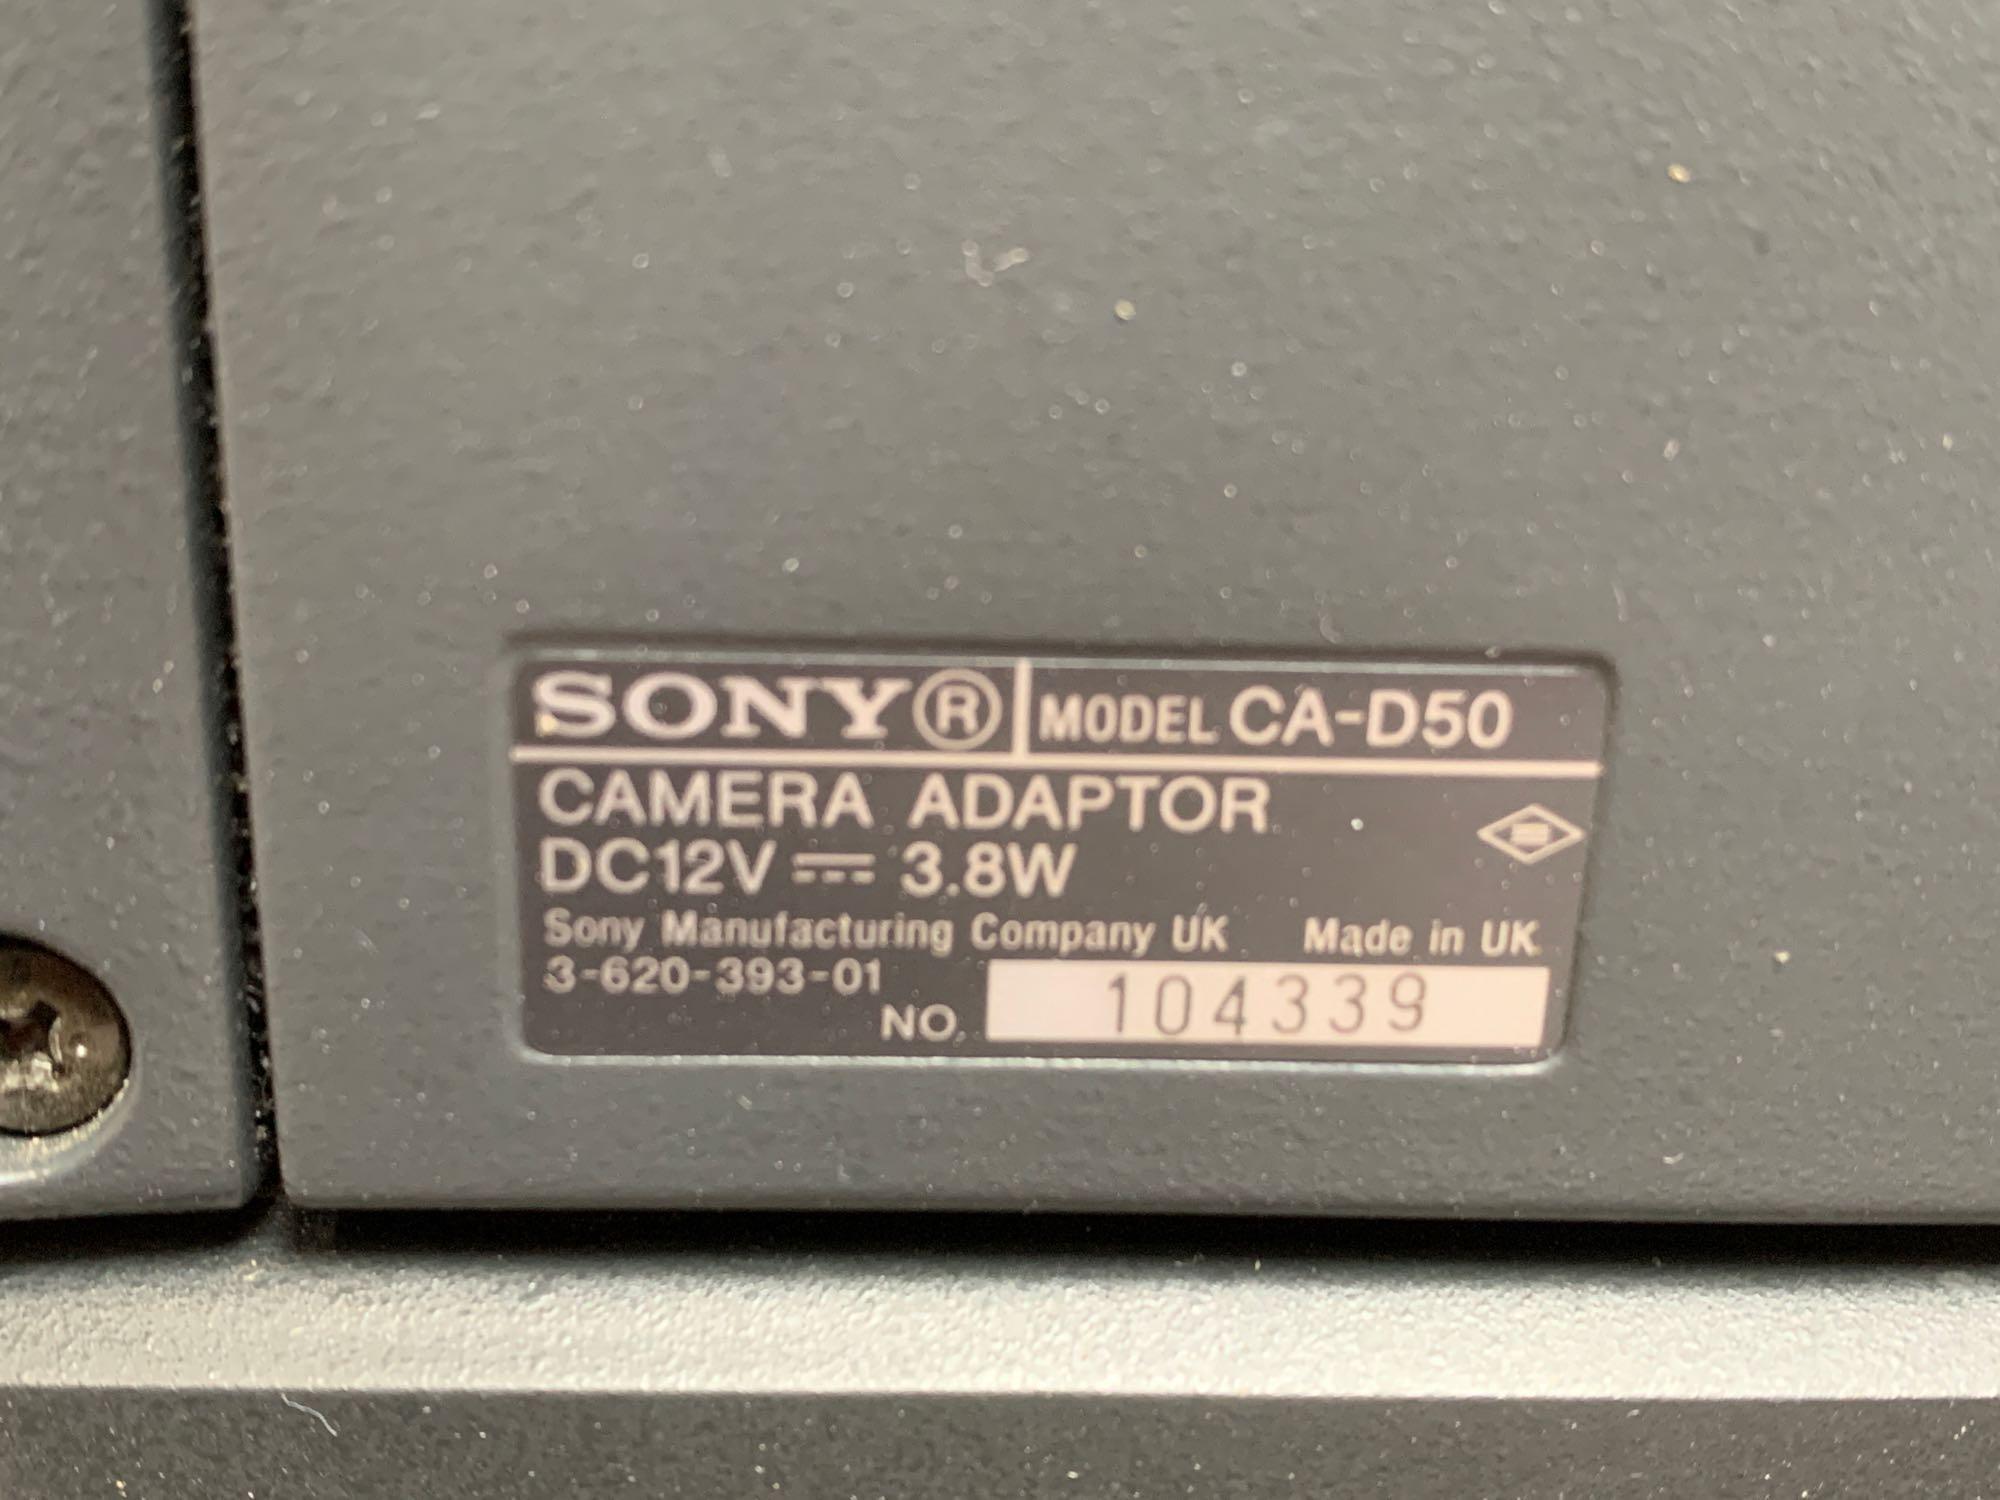 SONY® MODEL CA-D50
CAMERA ADAPTOR
DC12V ⎓ 3.8W
Sony Manufacturing Company UK Made in UK
3-620-393-01
NO. 104339